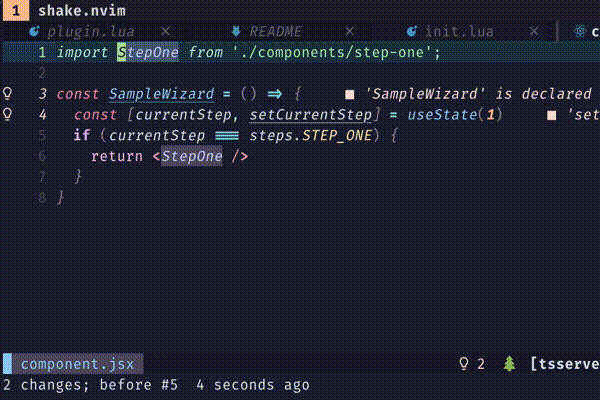 1 shake.nvim
plugin.lua × README × init.lua × c
1 import StepOne from './components/step-one';
2
3 const SampleWizard = () => { ■ 'SampleWizard' is declared
4 const [currentStep, setCurrentStep] = useState(1) ■ 'set
5 if (currentStep === steps.STEP_ONE) {
6 return <StepOne />
7 }
8 }
component.jsx 2 [tsserve
2 changes; before #5 4 seconds ago